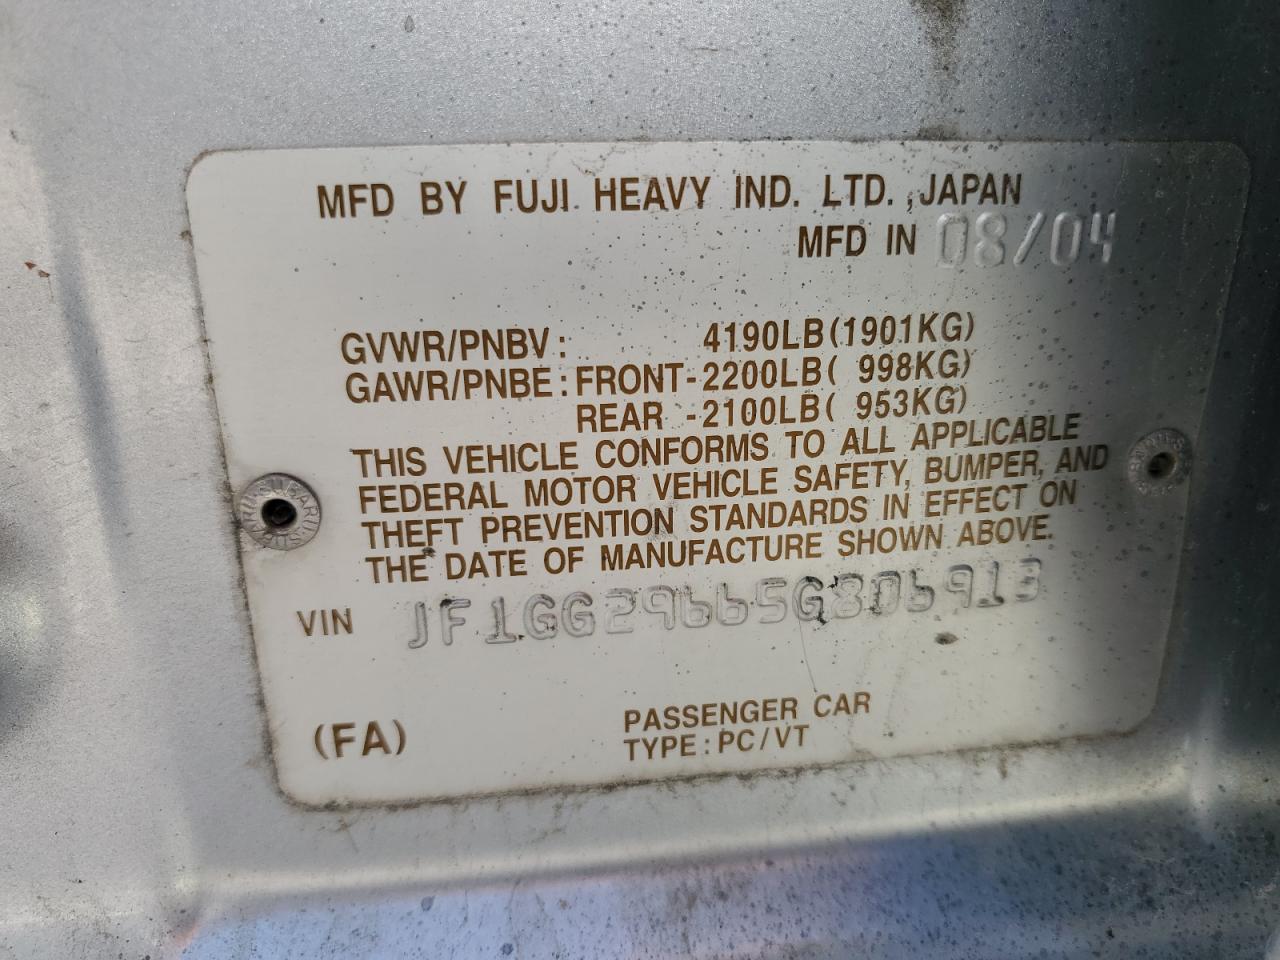 MFD BY FUJI HEAVY IND. LTD. ,JAPAN
MFD IN 08/04
GVWR/PNBV: 4190LB(1901KG)
GAWR/PNBE:FRONT-2200LB( 998KG)
REAR -2100LB( 953KG)
THIS VEHICLE CONFORMS TO ALL APPLICABLE
FEDERAL MOTOR VEHICLE SAFETY, BUMPER, AND
THEFT PREVENTION STANDARDS IN EFFECT ON
THE DATE OF MANUFACTURE SHOWN ABOVE.
VIN JF1GG29665G806913
(FA)
PASSENGER CAR
TYPE:PC/VT
SUBARU